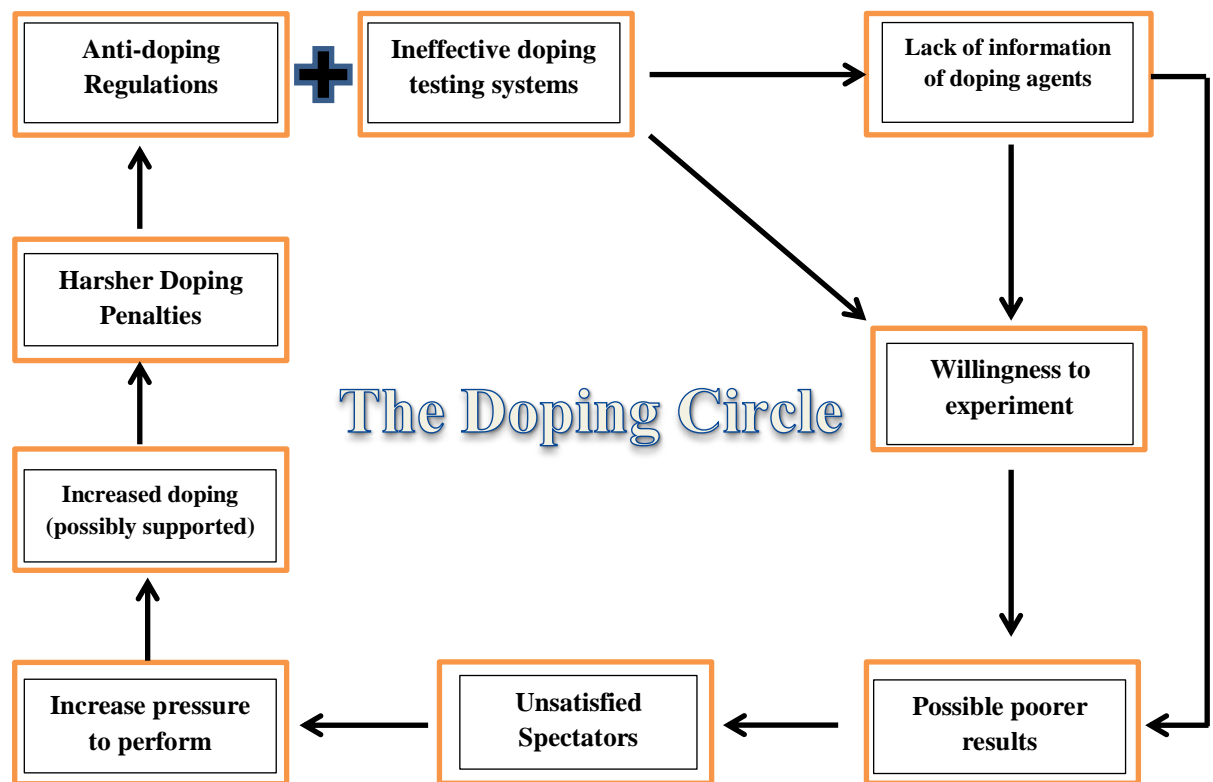 Anti-doping
Regulations
Ineffective doping
testing systems
Lack of information
of doping agents
Harsher Doping
Penalties
Willingness to
experiment
The Doping Circle
Increased doping
(possibly supported)
Increase pressure
to perform
Unsatisfied
Spectators
Possible poorer
results